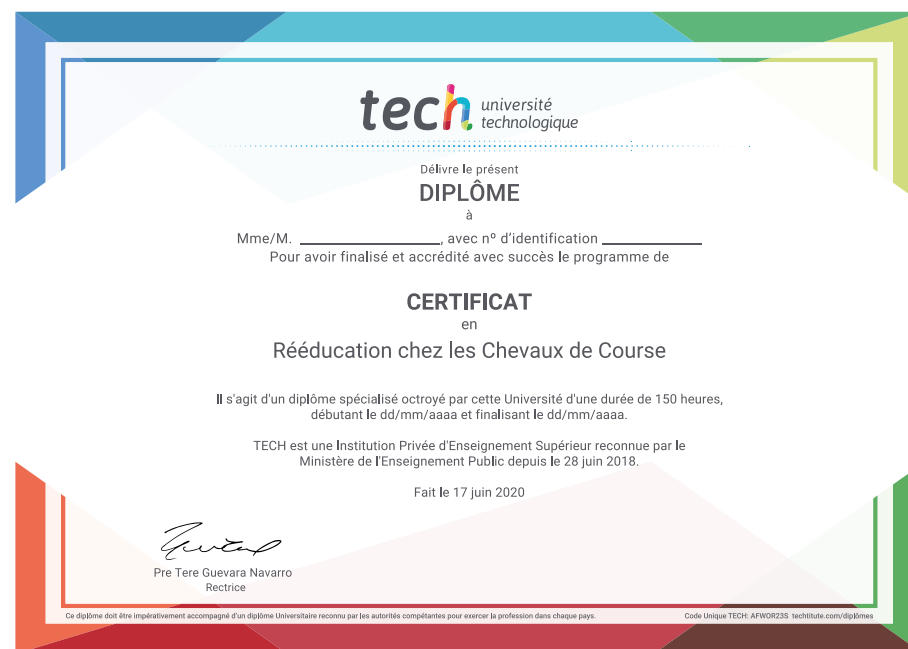 tech université
technologique
Délivre le présent
DIPLÔME
à
Mme/M. ____________________, avec nº d'identification ______________
Pour avoir finalisé et accrédité avec succès le programme de
CERTIFICAT
en
Rééducation chez les Chevaux de Course
Il s'agit d'un diplôme spécialisé octroyé par cette Université d'une durée de 150 heures,
débutant le dd/mm/aaaa et finalisant le dd/mm/aaaa.
TECH est une Institution Privée d'Enseignement Supérieur reconnue par le
Ministère de l'Enseignement Public depuis le 28 juin 2018.
Fait le 17 juin 2020
Pre Tere Guevara Navarro
Rectrice
Ce diplôme doit être impérativement accompagné d'un diplôme Universitaire reconnu par les autorités compétantes pour exercer la profession dans chaque pays. Code Unique TECH: AFWOR23S techtitute.com/diplômes